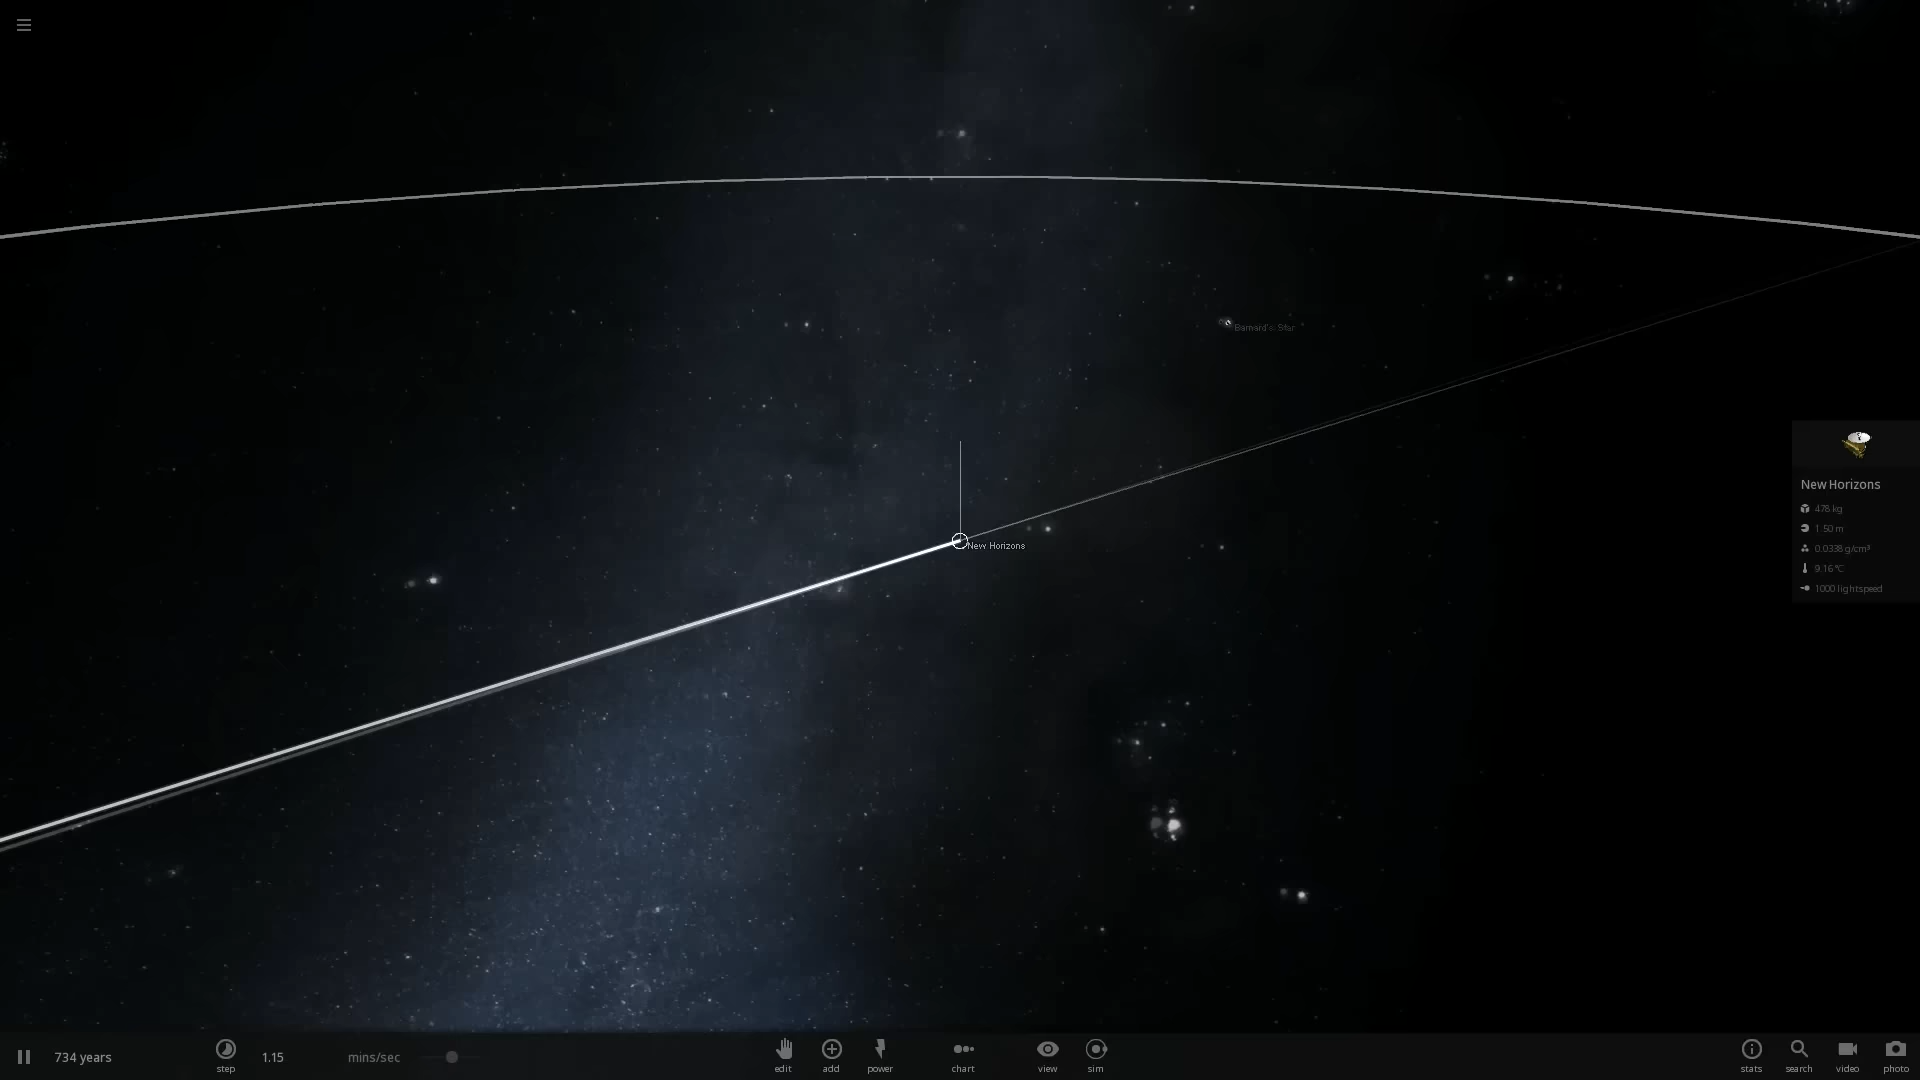 Barnard's Star
New Horizons
New Horizons
478 kg
1.50 m
0.0338 g/cm³
9.16 °C
1000 lightspeed
734 years
step
1.15
mins/sec
edit
add
power
chart
view
sim
stats
search
video
photo